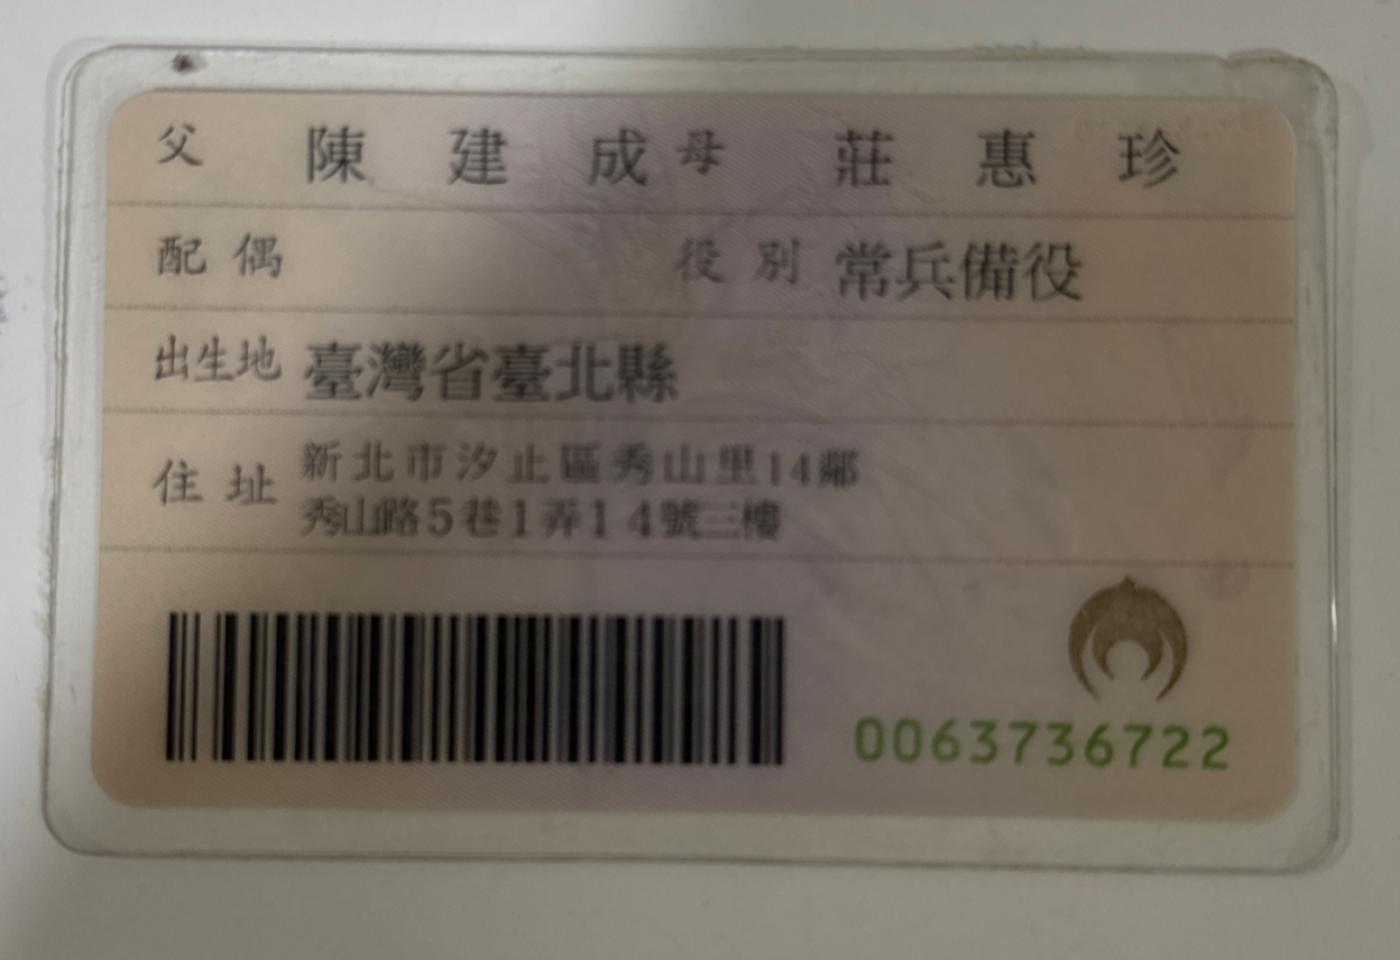 父 陳建成 母 莊惠珍
配偶 役別 常兵備役
出生地 臺灣省臺北縣
住址 新北市汐止區秀山里14鄰
秀山路5巷1弄14號三樓
0063736722